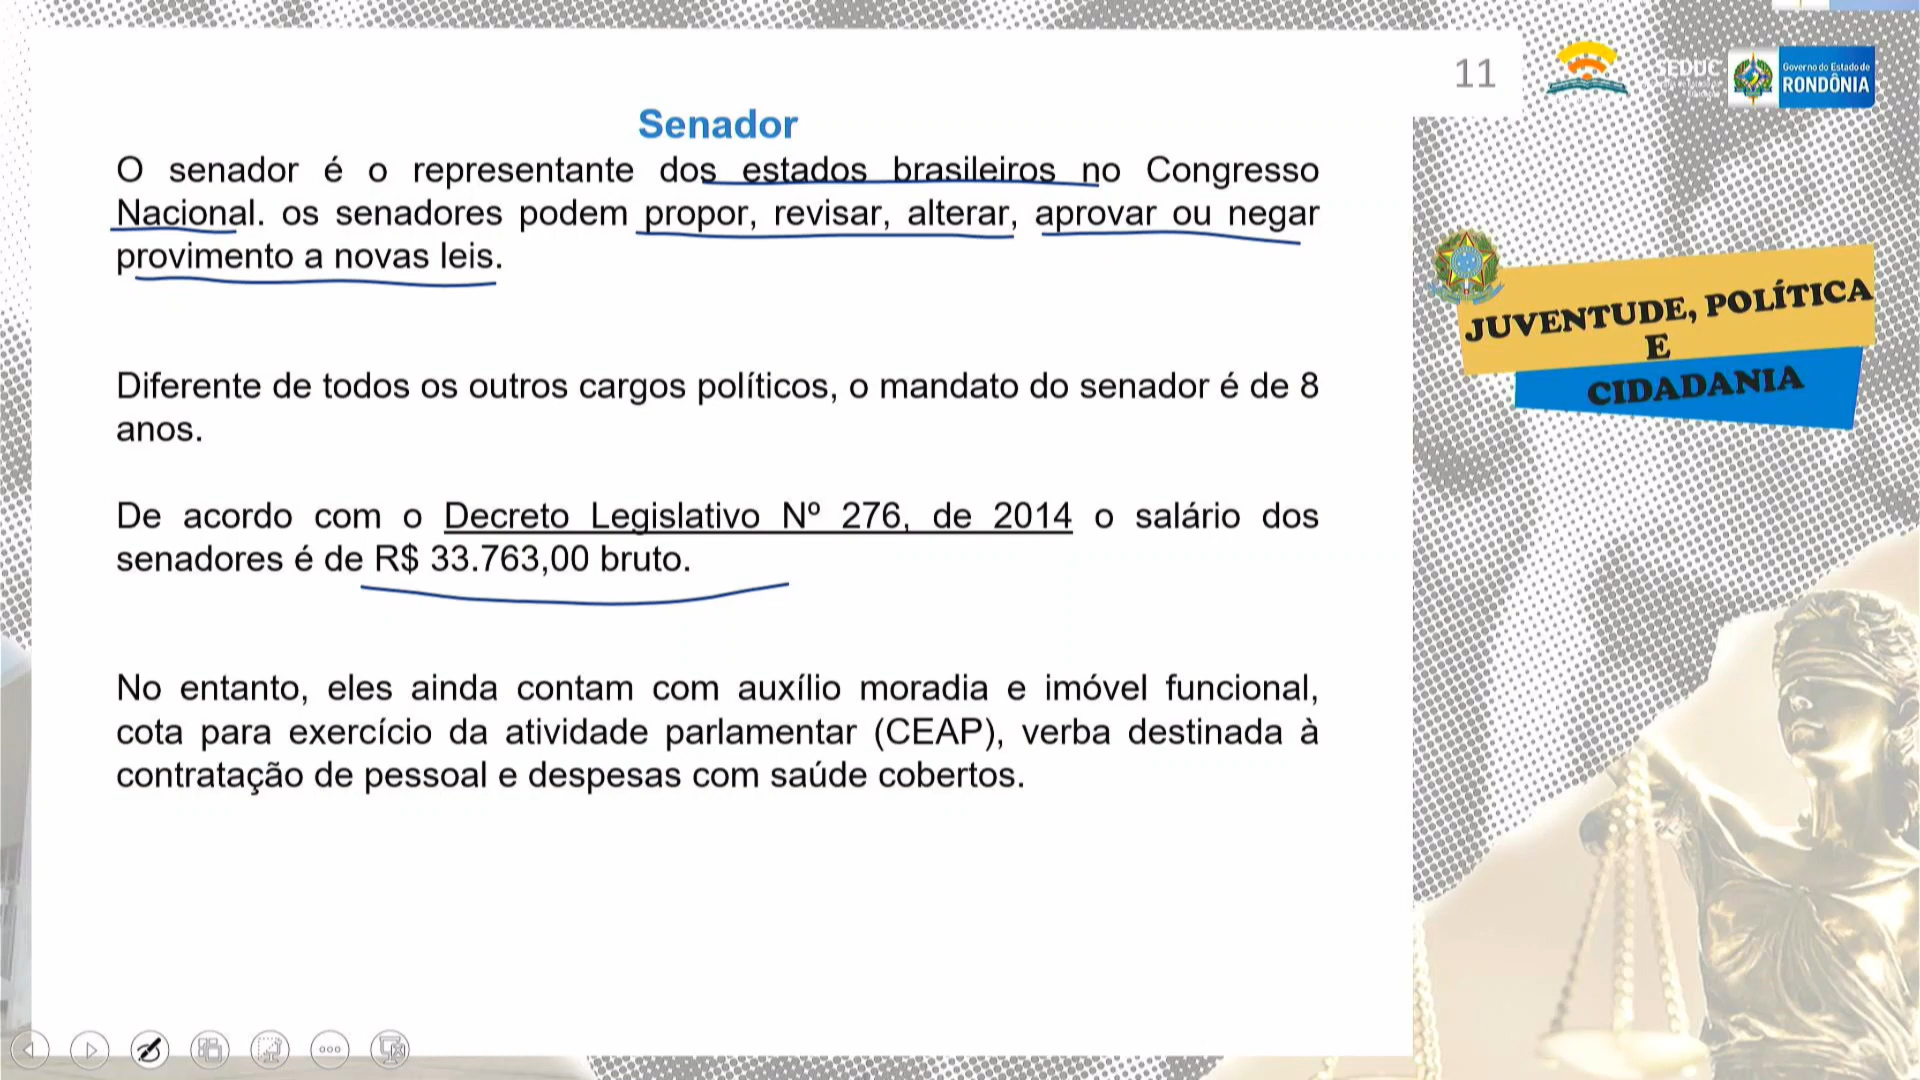 11
SEDUC
Governo do Estado de
RONDÔNIA
Senador
O senador é o representante dos estados brasileiros no Congresso
Nacional. os senadores podem propor, revisar, alterar, aprovar ou negar
provimento a novas leis.
Diferente de todos os outros cargos políticos, o mandato do senador é de 8
anos.
De acordo com o Decreto Legislativo Nº 276, de 2014 o salário dos
senadores é de R$ 33.763,00 bruto.
No entanto, eles ainda contam com auxílio moradia e imóvel funcional,
cota para exercício da atividade parlamentar (CEAP), verba destinada à
contratação de pessoal e despesas com saúde cobertos.
JUVENTUDE, POLÍTICA
E
CIDADANIA